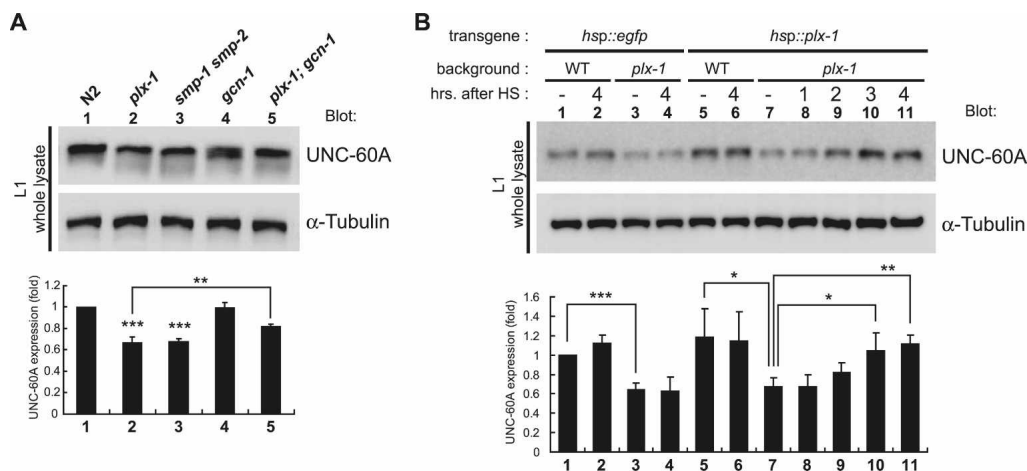 A
N2
plx-1
smp-1 smp-2
gcn-1
plx-1; gcn-1
1 2 3 4 5
Blot:
UNC-60A
α-Tubulin
L1
whole lysate
UNC-60A expression (fold)
1
0.8
0.6
0.4
0.2
0
***
***
**
1 2 3 4 5
B
transgene : hsp::egfp hsp::plx-1
background : WT plx-1 WT plx-1
hrs. after HS : - 4 - 4 - 4 - 1 2 3 4
1 2 3 4 5 6 7 8 9 10 11
Blot:
UNC-60A
α-Tubulin
L1
whole lysate
UNC-60A expression (fold)
1.6
1.4
1.2
1
0.8
0.6
0.4
0.2
0
***
*
*
**
1 2 3 4 5 6 7 8 9 10 11